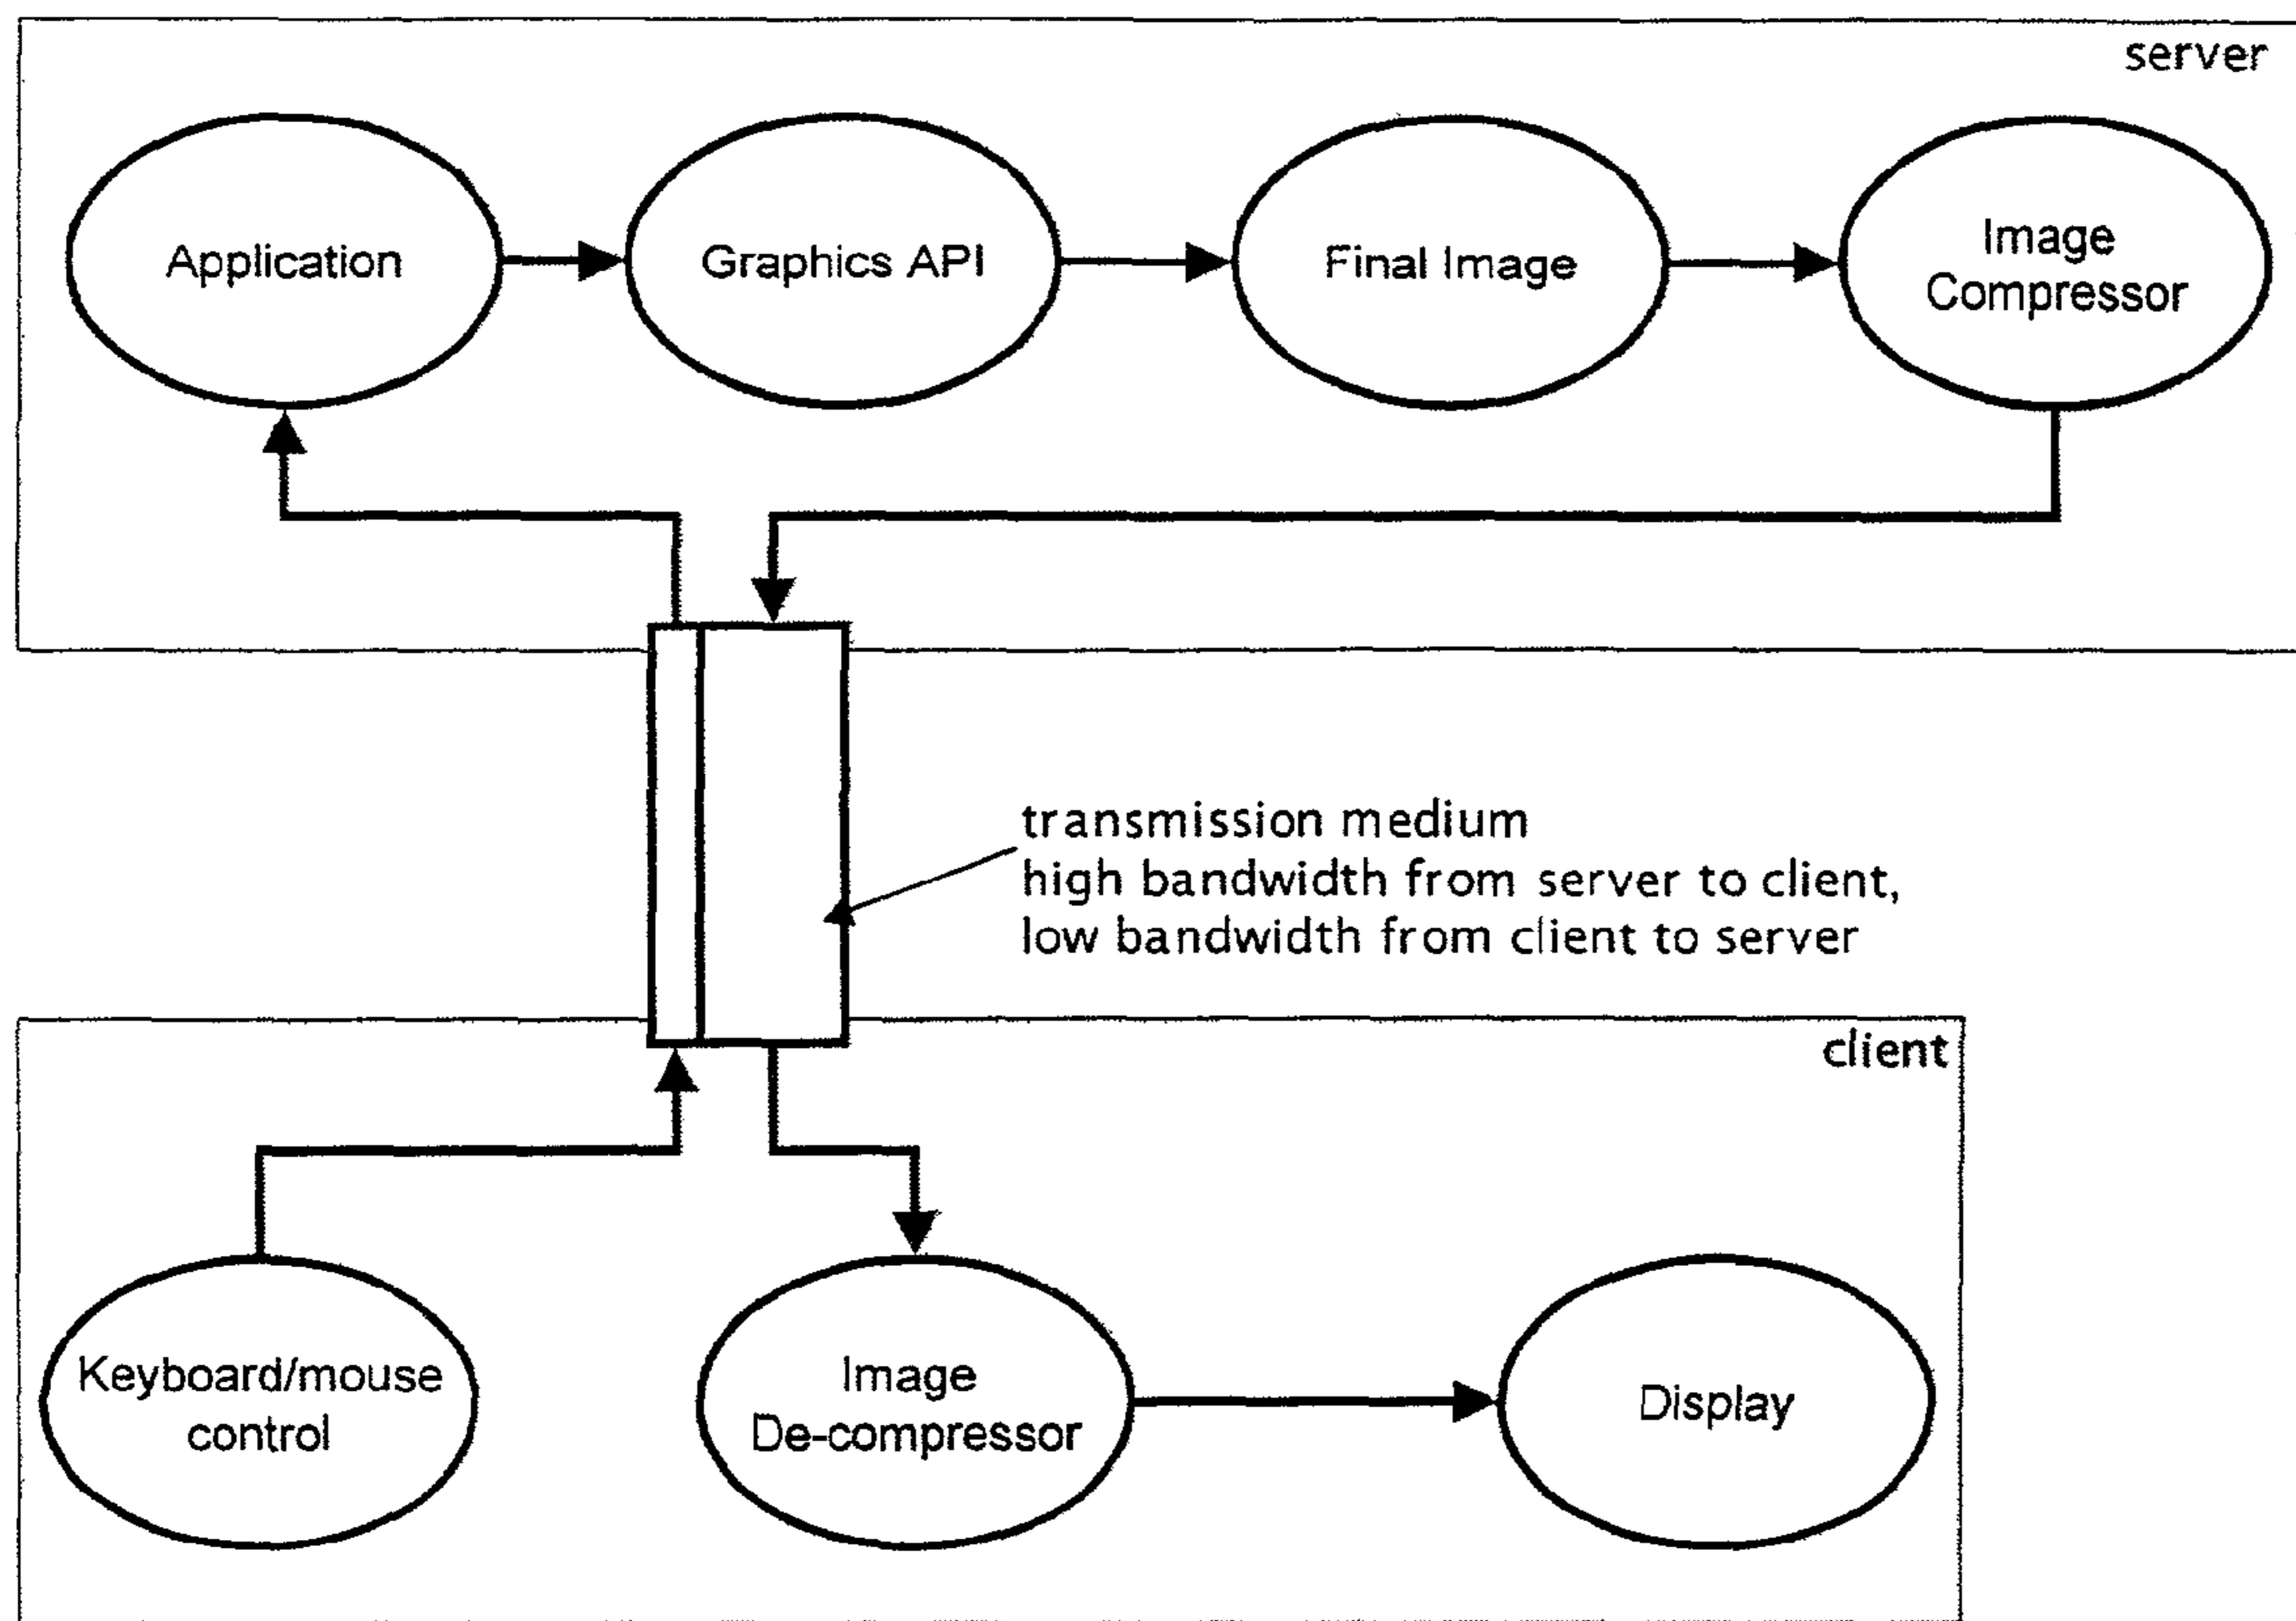 server
Application
Graphics API
Final Image
Image
Compressor
transmission medium
high bandwidth from server to client,
low bandwidth from client to server
client
Keyboard/mouse
control
Image
De-compressor
Display